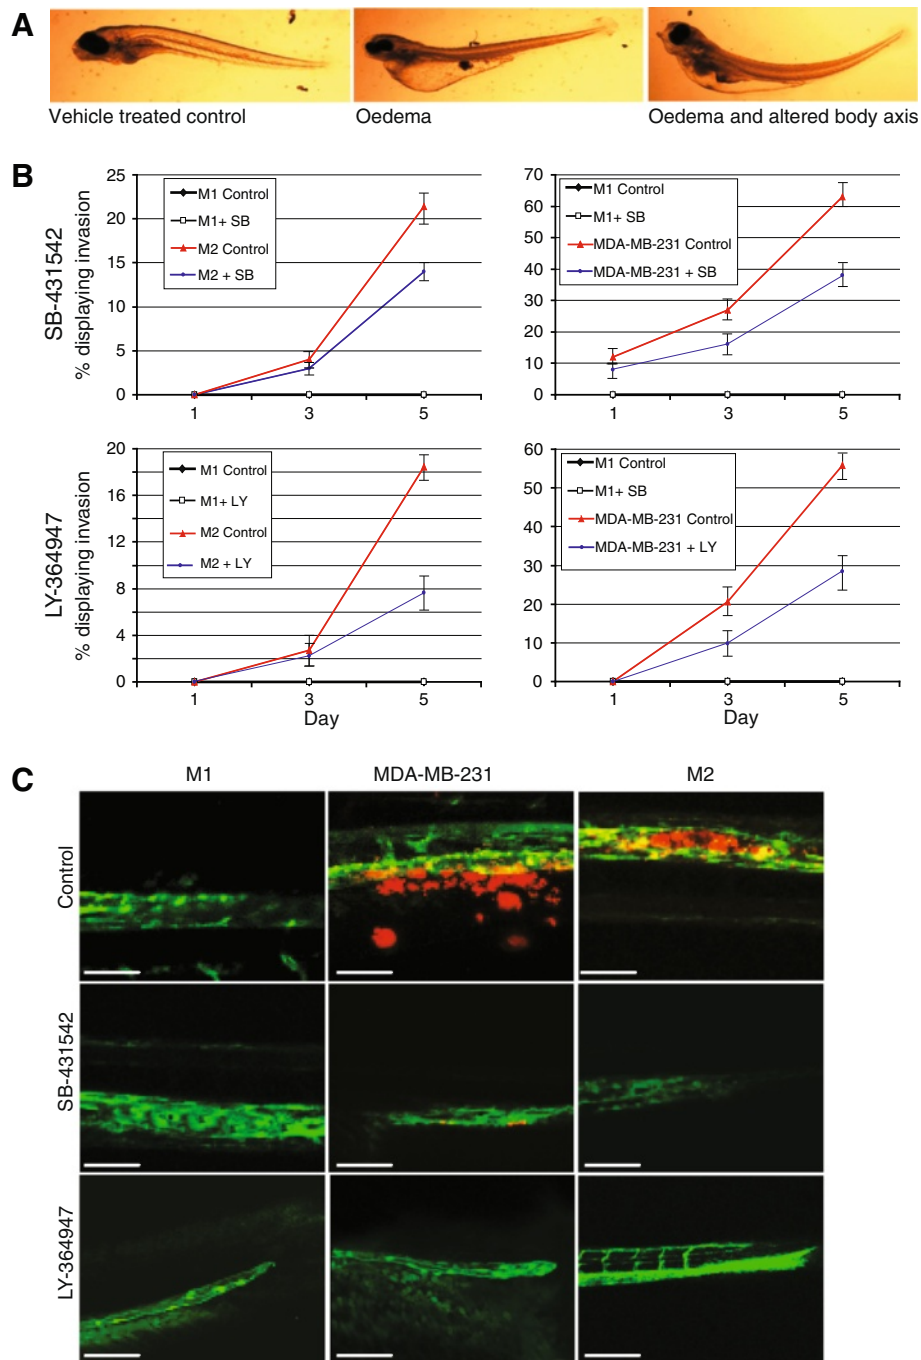 A
Vehicle treated control
Oedema
Oedema and altered body axis
B
SB-431542
% displaying invasion
25
20
15
10
5
0
M1 Control
M1+ SB
M2 Control
M2 + SB
1 3 5
70
60
50
40
30
20
10
0
M1 Control
M1+ SB
MDA-MB-231 Control
MDA-MB-231 + SB
1 3 5
LY-364947
% displaying invasion
20
16
12
8
4
0
M1 Control
M1+ LY
M2 Control
M2 + LY
1 3 5
Day
60
50
40
30
20
10
0
M1 Control
M1+ SB
MDA-MB-231 Control
MDA-MB-231 + LY
1 3 5
Day
C
M1 MDA-MB-231 M2
Control
SB-431542
LY-364947